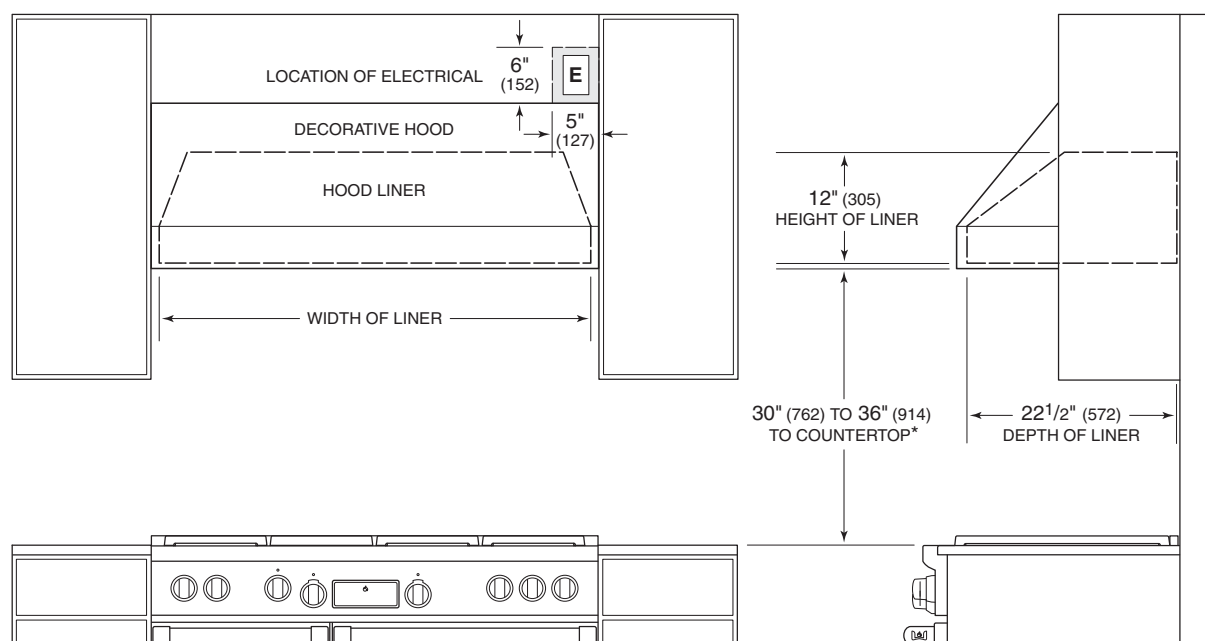 LOCATION OF ELECTRICAL
6"
(152)
E
DECORATIVE HOOD
5"
(127)
HOOD LINER
WIDTH OF LINER
12" (305)
HEIGHT OF LINER
30" (762) TO 36" (914)
TO COUNTERTOP*
22 1/2" (572)
DEPTH OF LINER